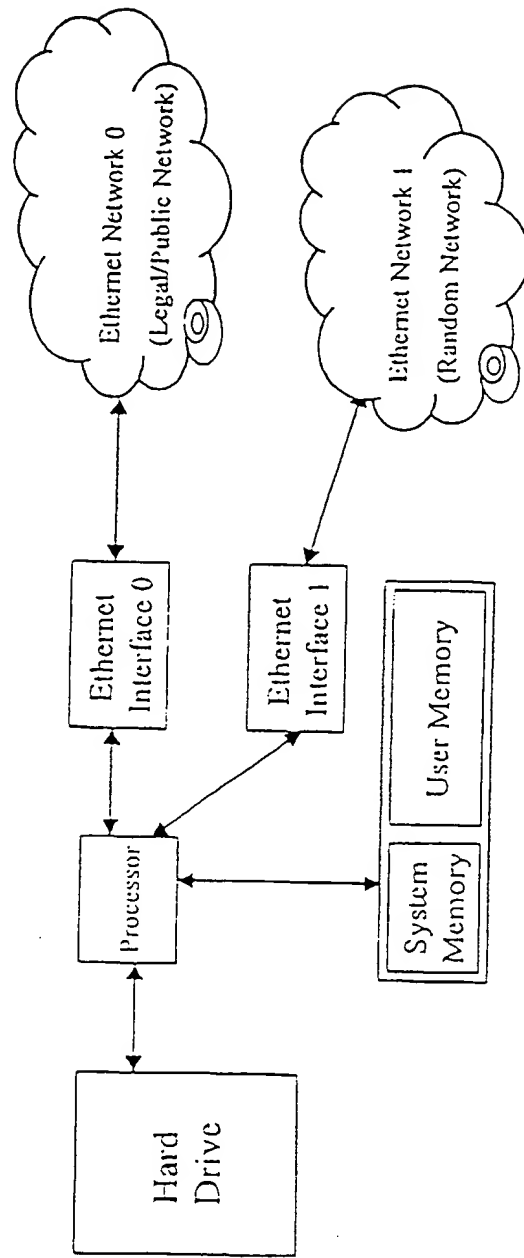 Hard
Drive
Processor
System
Memory
User Memory
Ethernet
Interface 0
Ethernet
Interface 1
Ethernet Network 0
(Legal/Public Network)
Ethernet Network 1
(Random Network)